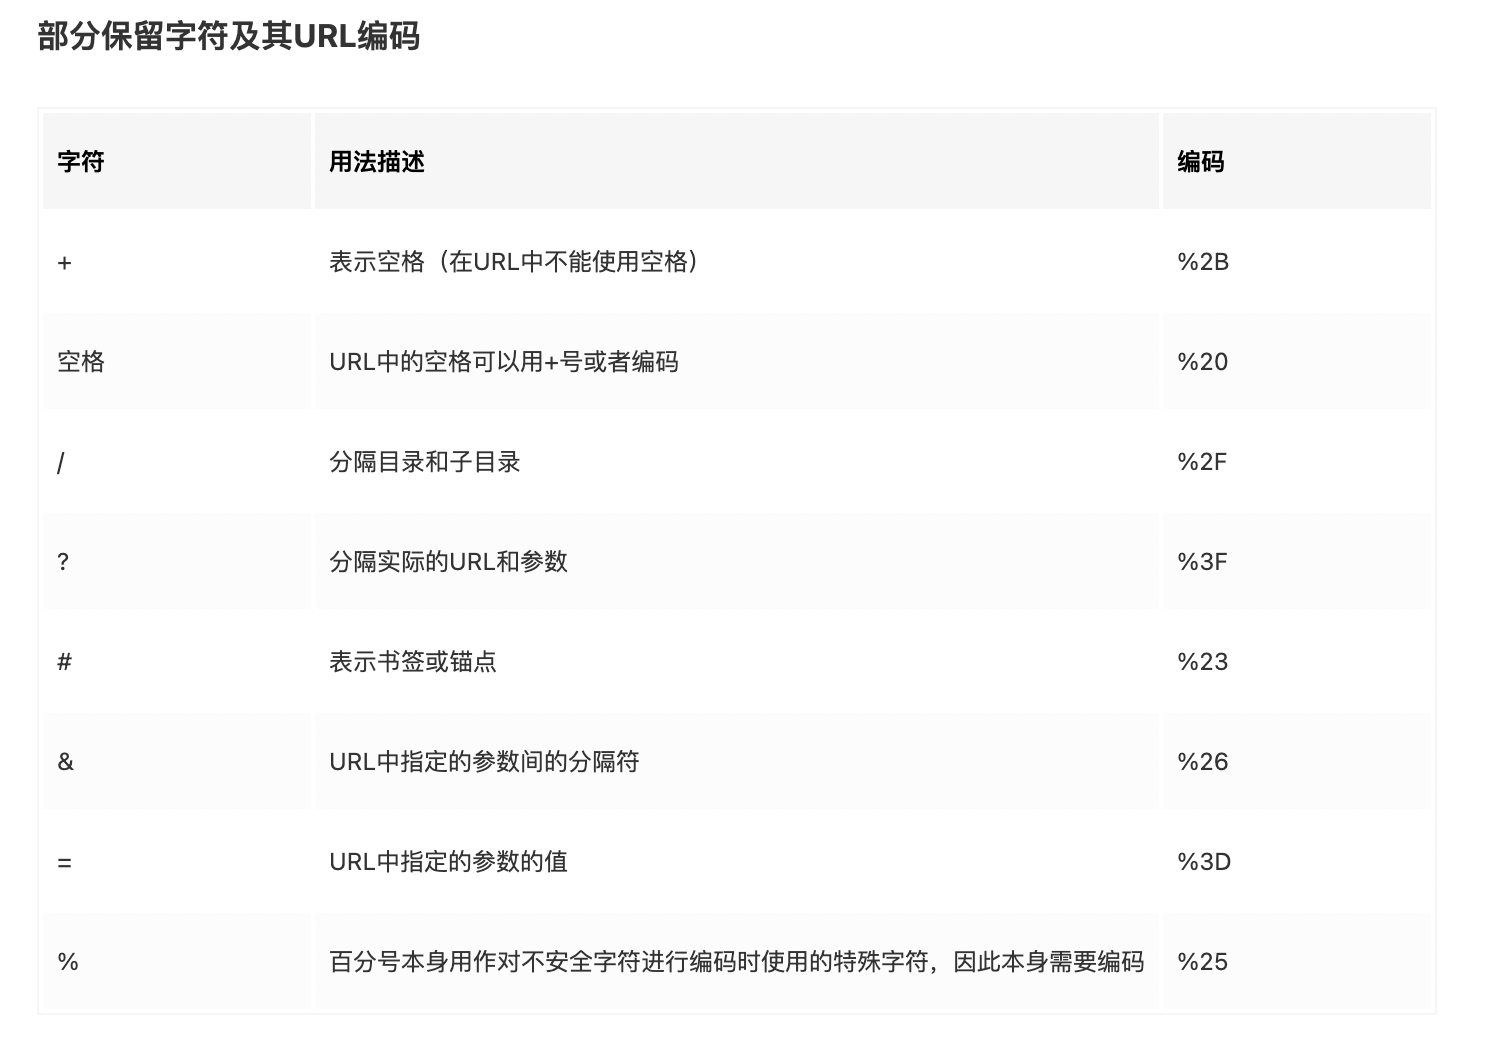 部分保留字符及其URL编码
字符 用法描述 编码
+ 表示空格（在URL中不能使用空格） %2B
空格 URL中的空格可以用+号或者编码 %20
/ 分隔目录和子目录 %2F
? 分隔实际的URL和参数 %3F
# 表示书签或锚点 %23
& URL中指定的参数间的分隔符 %26
= URL中指定的参数的值 %3D
% 百分号本身用作对不安全字符进行编码时使用的特殊字符，因此本身需要编码 %25